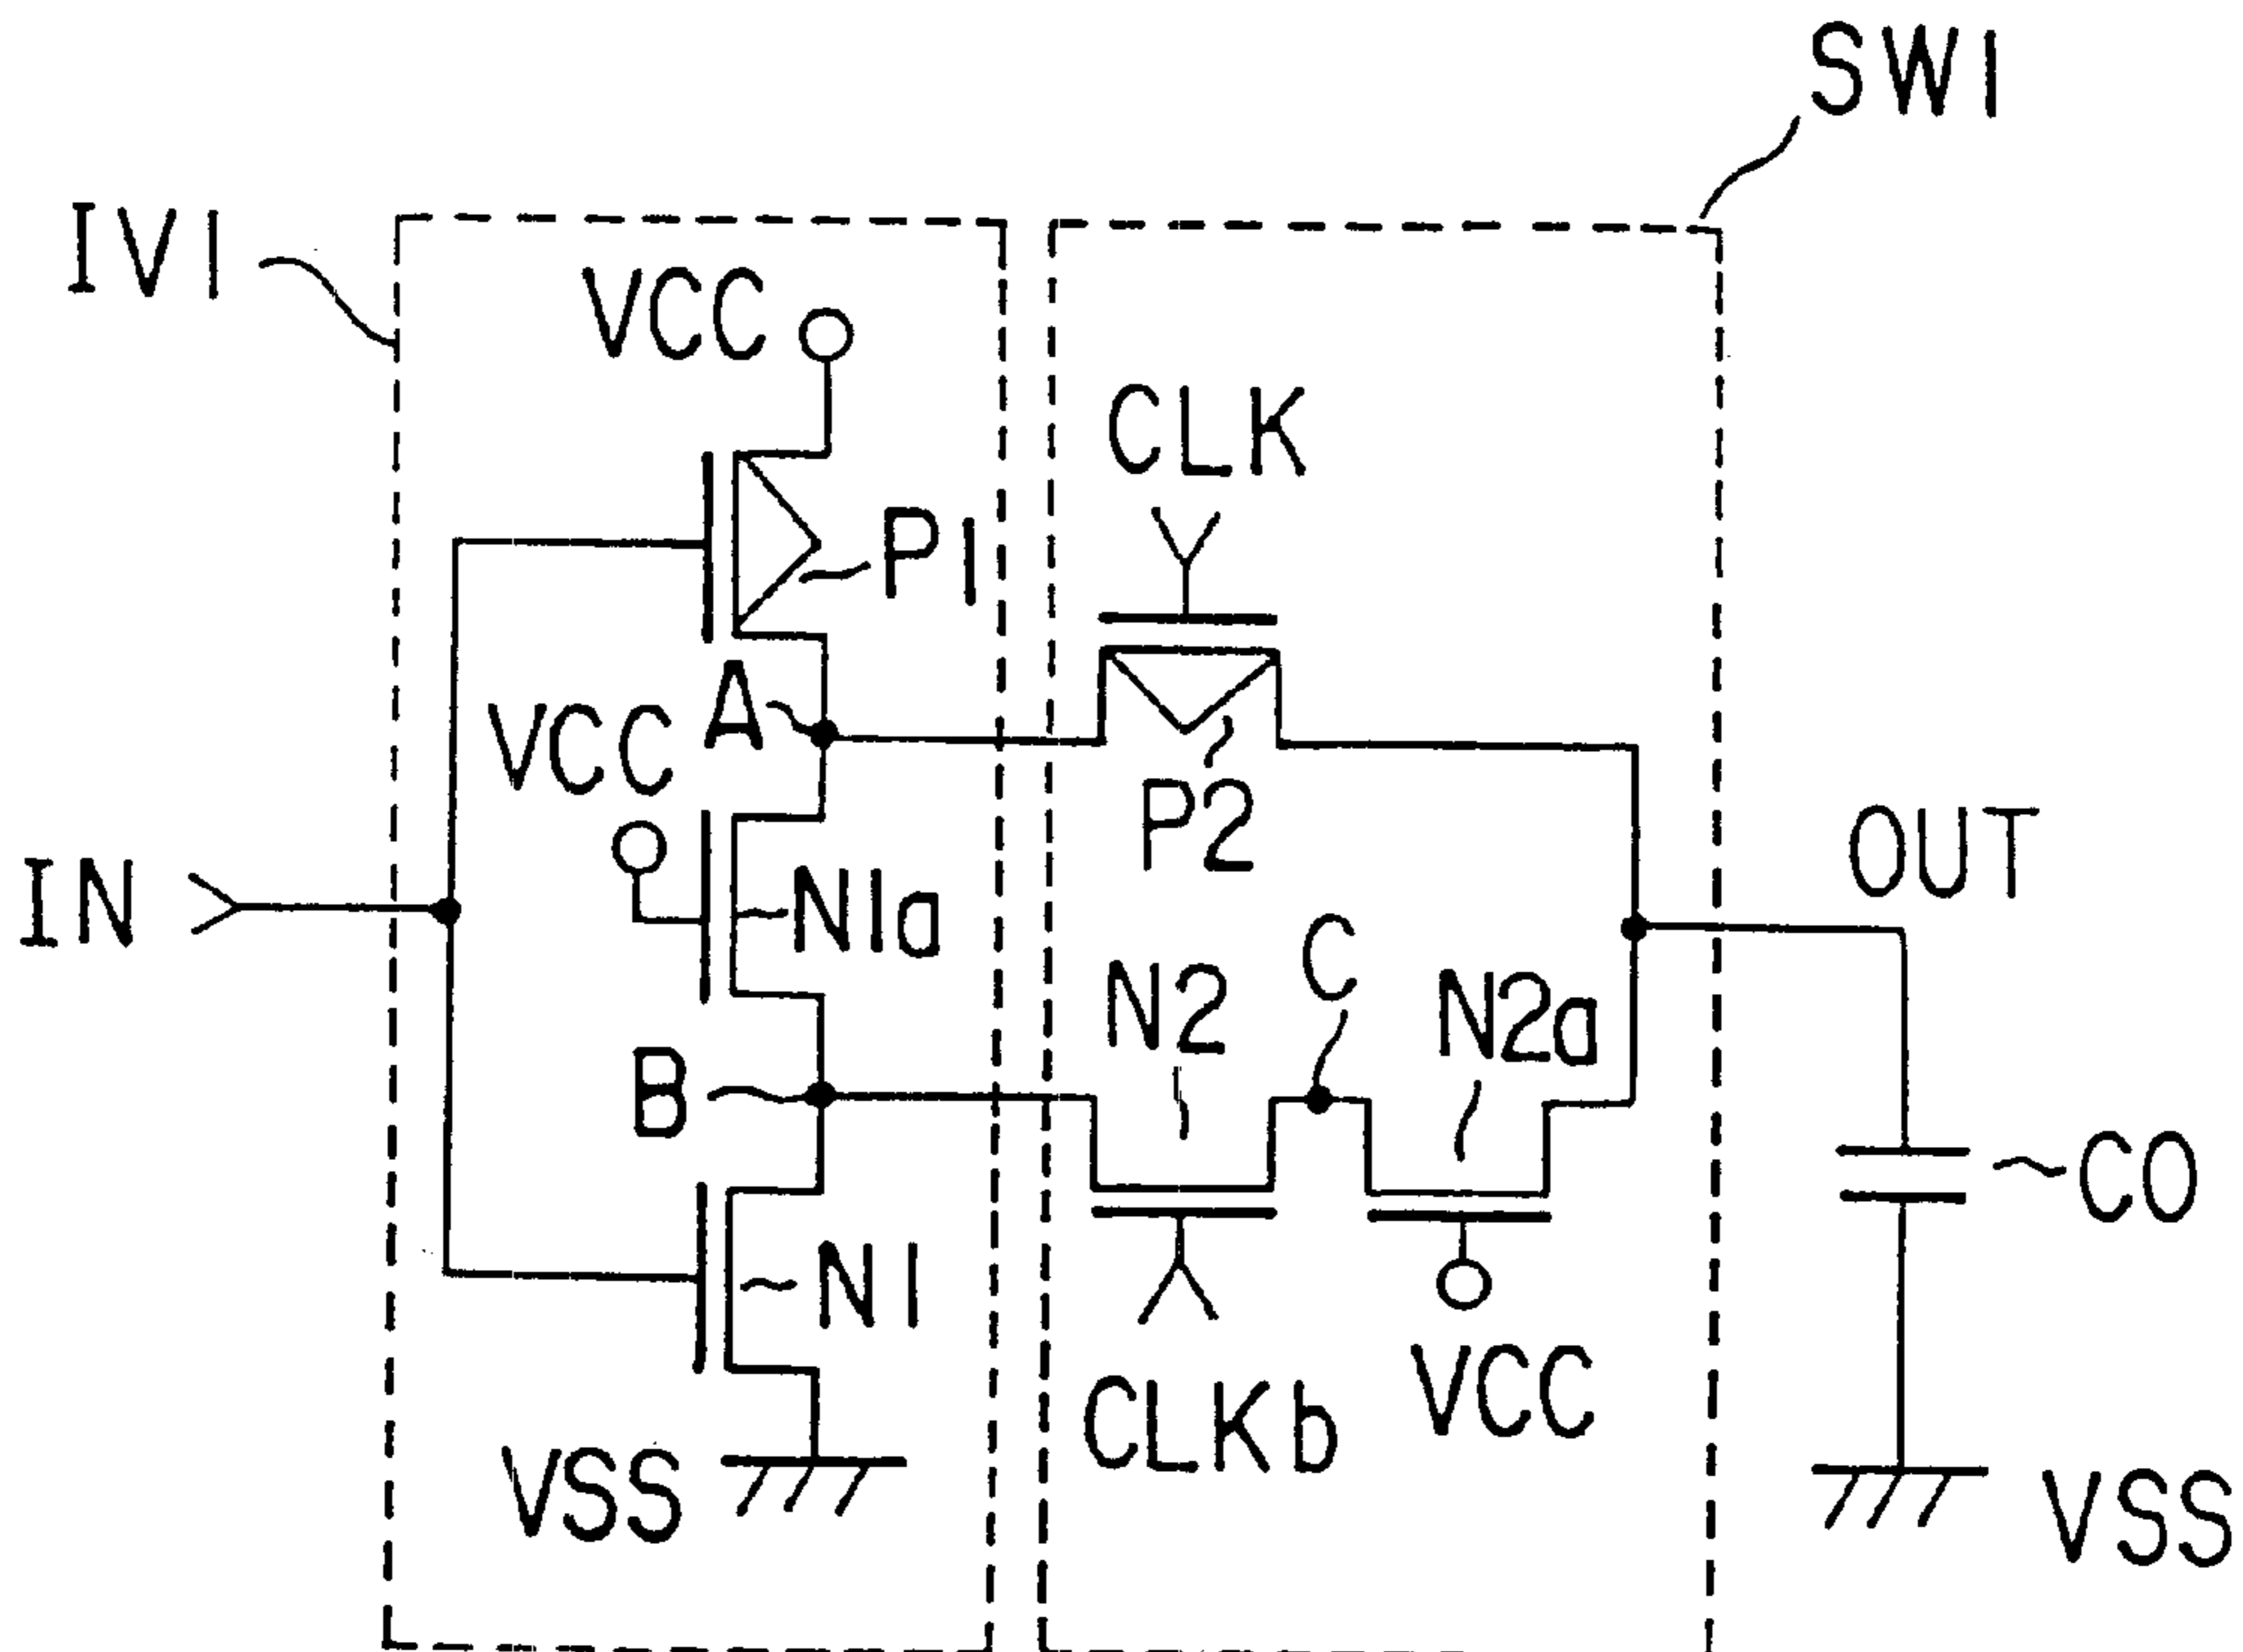 SW1
IV1
VCC
CLK
P1
A
VCC
P2
OUT
IN
N1a
C
N2
N2a
B
CO
N1
VCC
CLKb
VSS
VSS